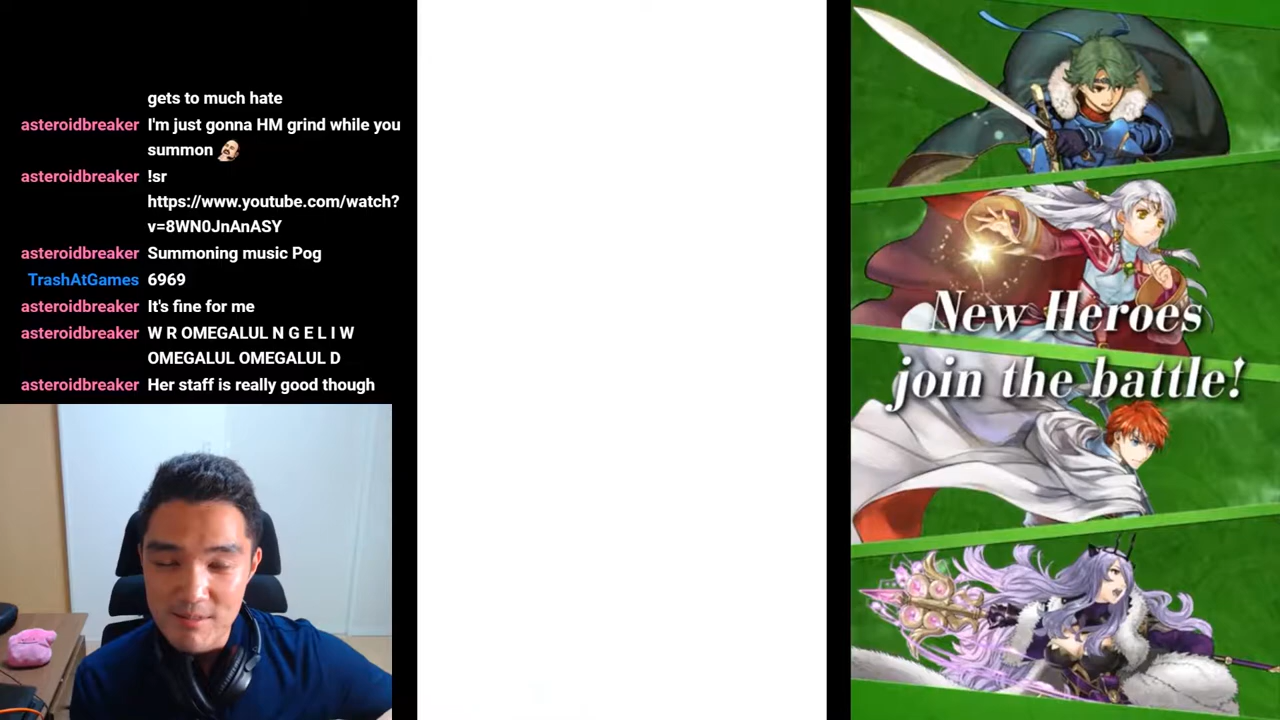 gets to much hate
asteroidbreaker I'm just gonna HM grind while you
summon
asteroidbreaker !sr
https://www.youtube.com/watch?
v=8WN0JnAnASY
asteroidbreaker Summoning music Pog
TrashAtGames 6969
asteroidbreaker It's fine for me
asteroidbreaker W R OMEGALUL N G E L I W
OMEGALUL OMEGALUL D
asteroidbreaker Her staff is really good though
New Heroes
join the battle!